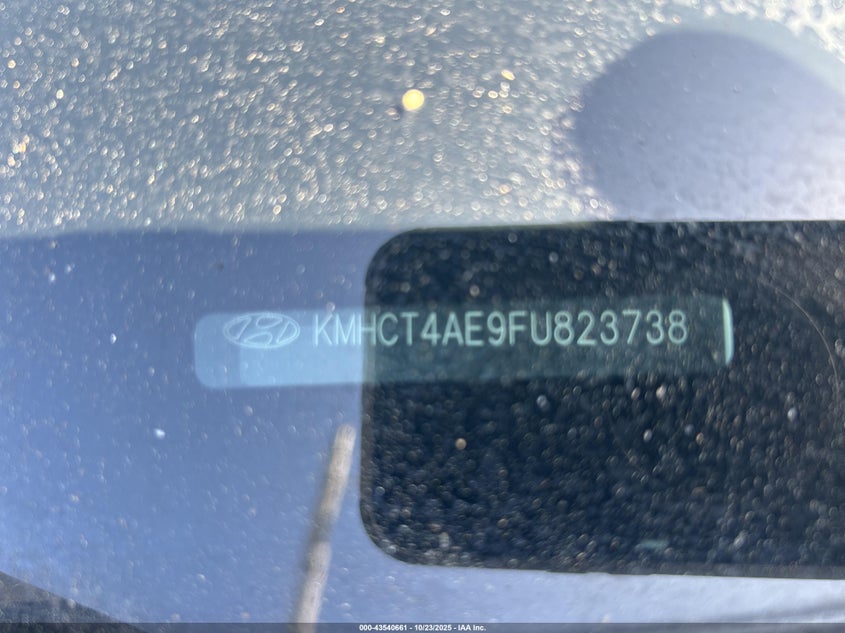 KMHCT4AE9FU823738
000-43540661 - 10/23/2025 - IAA Inc.